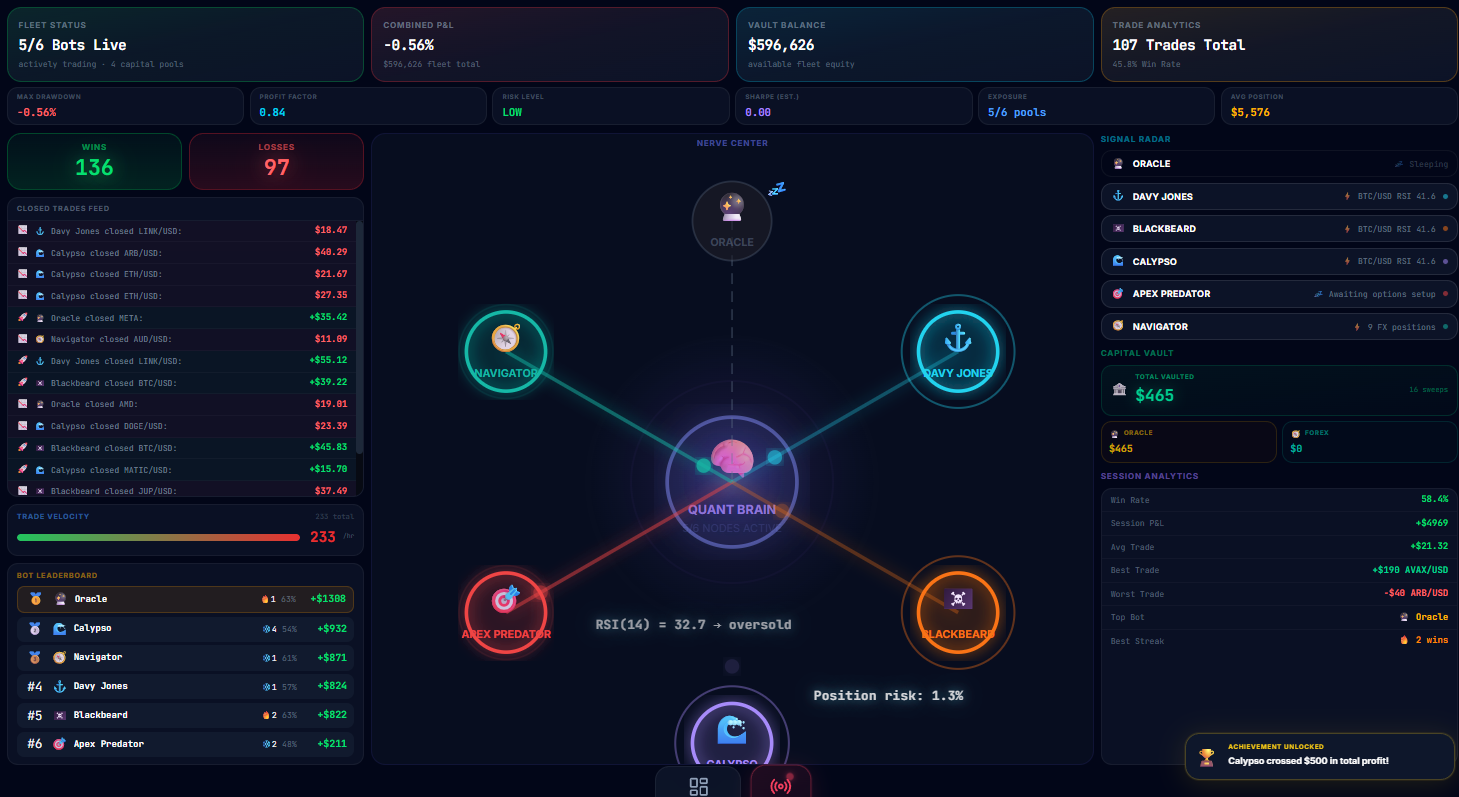 FLEET STATUS
5/6 Bots Live
actively trading · 4 capital pools
COMBINED P&L
-0.56%
$596,626 fleet total
VAULT BALANCE
$596,626
available fleet equity
TRADE ANALYTICS
107 Trades Total
45.8% Win Rate
MAX DRAWDOWN
-0.56%
PROFIT FACTOR
0.84
RISK LEVEL
LOW
SHARPE (EST.)
0.00
EXPOSURE
5/6 pools
AVG POSITION
$5,576
WINS
136
LOSSES
97
CLOSED TRADES FEED
Davy Jones closed LINK/USD: $18.47
Calypso closed ARB/USD: $40.29
Calypso closed ETH/USD: $21.67
Calypso closed ETH/USD: $27.35
Oracle closed META: +$35.42
Navigator closed AUD/USD: $11.09
Davy Jones closed LINK/USD: +$55.12
Blackbeard closed BTC/USD: +$39.22
Oracle closed AMD: $19.01
Calypso closed DOGE/USD: $23.39
Blackbeard closed BTC/USD: +$45.83
Calypso closed MATIC/USD: +$15.70
Blackbeard closed JUP/USD: $37.49
TRADE VELOCITY
233 total
233 /hr
BOT LEADERBOARD
Oracle 1 63% +$1308
Calypso 4 54% +$932
Navigator 1 61% +$871
#4 Davy Jones 1 57% +$824
#5 Blackbeard 2 63% +$822
#6 Apex Predator 2 48% +$211
NERVE CENTER
ORACLE
NAVIGATOR
DAVY JONES
QUANT BRAIN
NODES ACTIVE
APEX PREDATOR
BLACKBEARD
RSI(14) = 32.7 → oversold
Position risk: 1.3%
CALYPSO
SIGNAL RADAR
ORACLE Sleeping
DAVY JONES BTC/USD RSI 41.6
BLACKBEARD BTC/USD RSI 41.6
CALYPSO BTC/USD RSI 41.6
APEX PREDATOR Awaiting options setup
NAVIGATOR 9 FX positions
CAPITAL VAULT
TOTAL VAULTED
$465
16 sweeps
ORACLE
$465
FOREX
$0
SESSION ANALYTICS
Win Rate 58.4%
Session P&L +$4969
Avg Trade +$21.32
Best Trade +$190 AVAX/USD
Worst Trade -$40 ARB/USD
Top Bot Oracle
Best Streak 2 wins
ACHIEVEMENT UNLOCKED
Calypso crossed $500 in total profit!